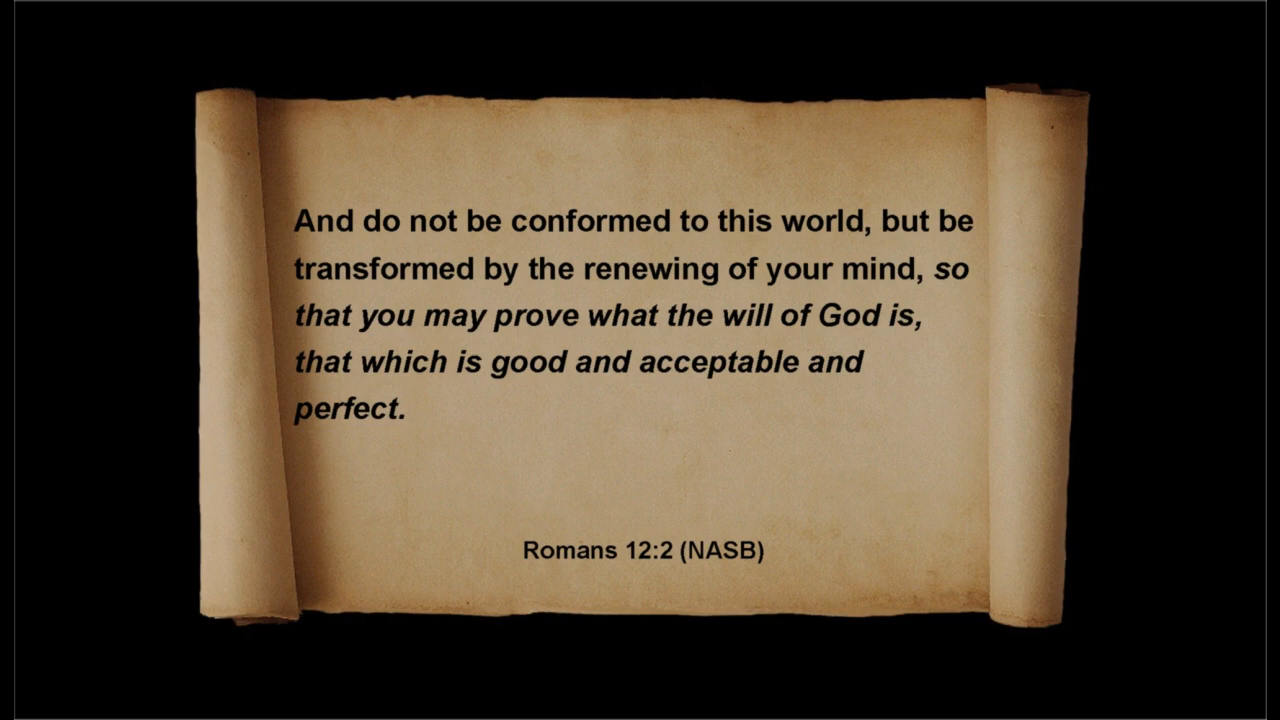 And do not be conformed to this world, but be
transformed by the renewing of your mind, so
that you may prove what the will of God is,
that which is good and acceptable and
perfect.
Romans 12:2 (NASB)